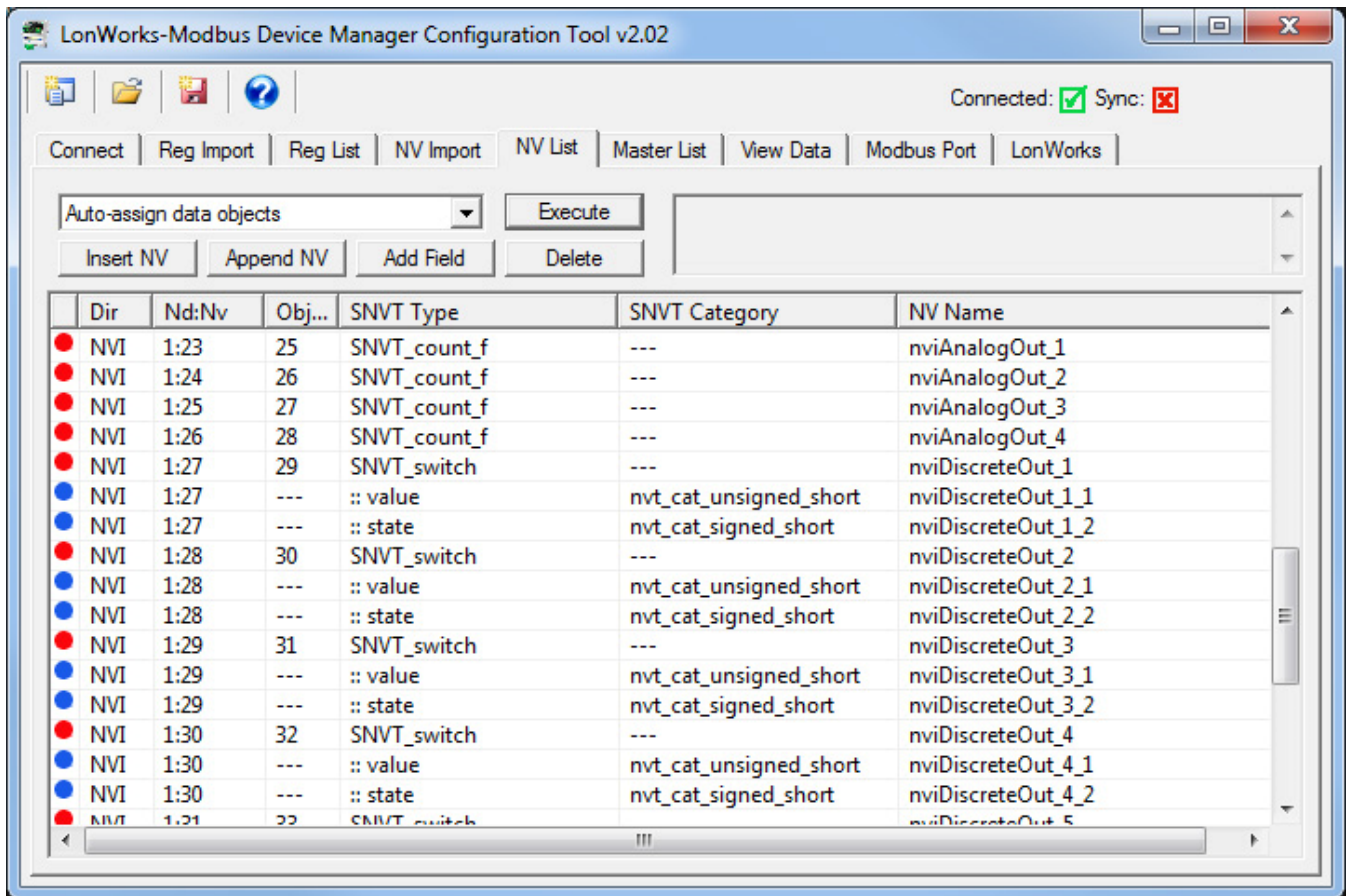 LonWorks-Modbus Device Manager Configuration Tool v2.02
Connected: Sync:
Connect Reg Import Reg List NV Import NV List Master List View Data Modbus Port LonWorks
Auto-assign data objects Execute
Insert NV Append NV Add Field Delete
Dir Nd:Nv Obj... SNVT Type SNVT Category NV Name
NVI 1:23 25 SNVT_count_f --- nviAnalogOut_1
NVI 1:24 26 SNVT_count_f --- nviAnalogOut_2
NVI 1:25 27 SNVT_count_f --- nviAnalogOut_3
NVI 1:26 28 SNVT_count_f --- nviAnalogOut_4
NVI 1:27 29 SNVT_switch --- nviDiscreteOut_1
NVI 1:27 --- :: value nvt_cat_unsigned_short nviDiscreteOut_1_1
NVI 1:27 --- :: state nvt_cat_signed_short nviDiscreteOut_1_2
NVI 1:28 30 SNVT_switch --- nviDiscreteOut_2
NVI 1:28 --- :: value nvt_cat_unsigned_short nviDiscreteOut_2_1
NVI 1:28 --- :: state nvt_cat_signed_short nviDiscreteOut_2_2
NVI 1:29 31 SNVT_switch --- nviDiscreteOut_3
NVI 1:29 --- :: value nvt_cat_unsigned_short nviDiscreteOut_3_1
NVI 1:29 --- :: state nvt_cat_signed_short nviDiscreteOut_3_2
NVI 1:30 32 SNVT_switch --- nviDiscreteOut_4
NVI 1:30 --- :: value nvt_cat_unsigned_short nviDiscreteOut_4_1
NVI 1:30 --- :: state nvt_cat_signed_short nviDiscreteOut_4_2
NVI 1:31 33 SNVT_switch nviDiscreteOut_5